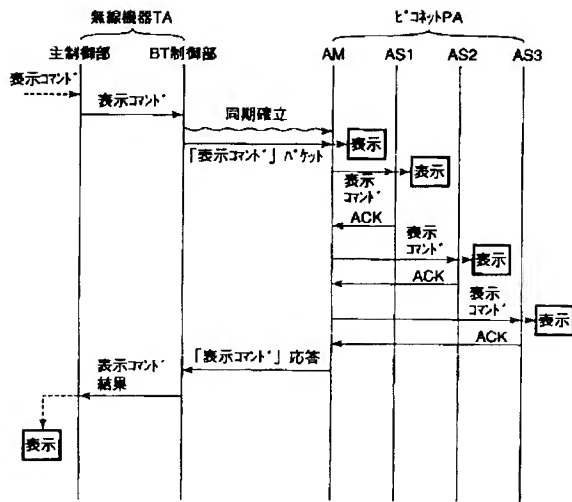 無線機器TA
ピコネットPA
主制御部
BT制御部
AM
AS1
AS2
AS3
表示コマンド
表示コマンド
同期確立
「表示コマンド」パケット
表示
表示
コマンド
表示
ACK
表示
コマンド
表示
ACK
表示
コマンド
表示
ACK
「表示コマンド」応答
表示コマンド
結果
表示